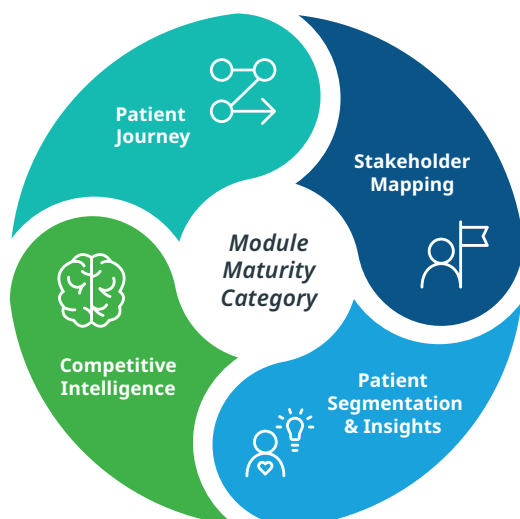 Patient
Journey
Stakeholder
Mapping
Module
Maturity
Category
Competitive
Intelligence
Patient
Segmentation
& Insights